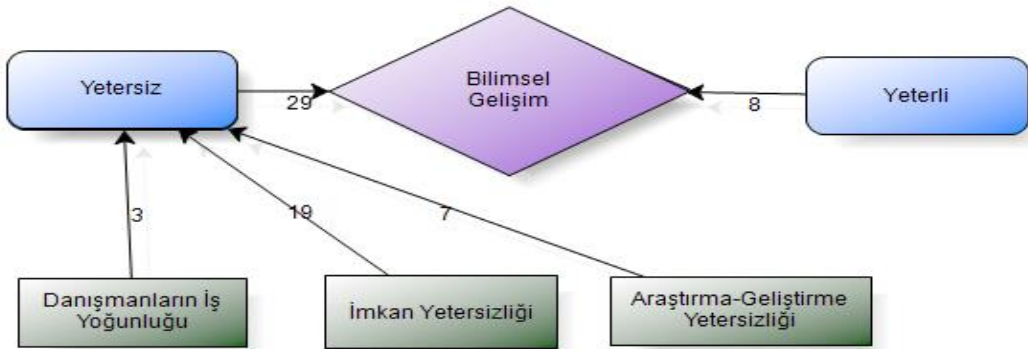 Yetersiz
29
Bilimsel
Gelişim
8
Yeterli
3
19
7
Danışmanların İş
Yoğunluğu
İmkan Yetersizliği
Araştırma-Geliştirme
Yetersizliği